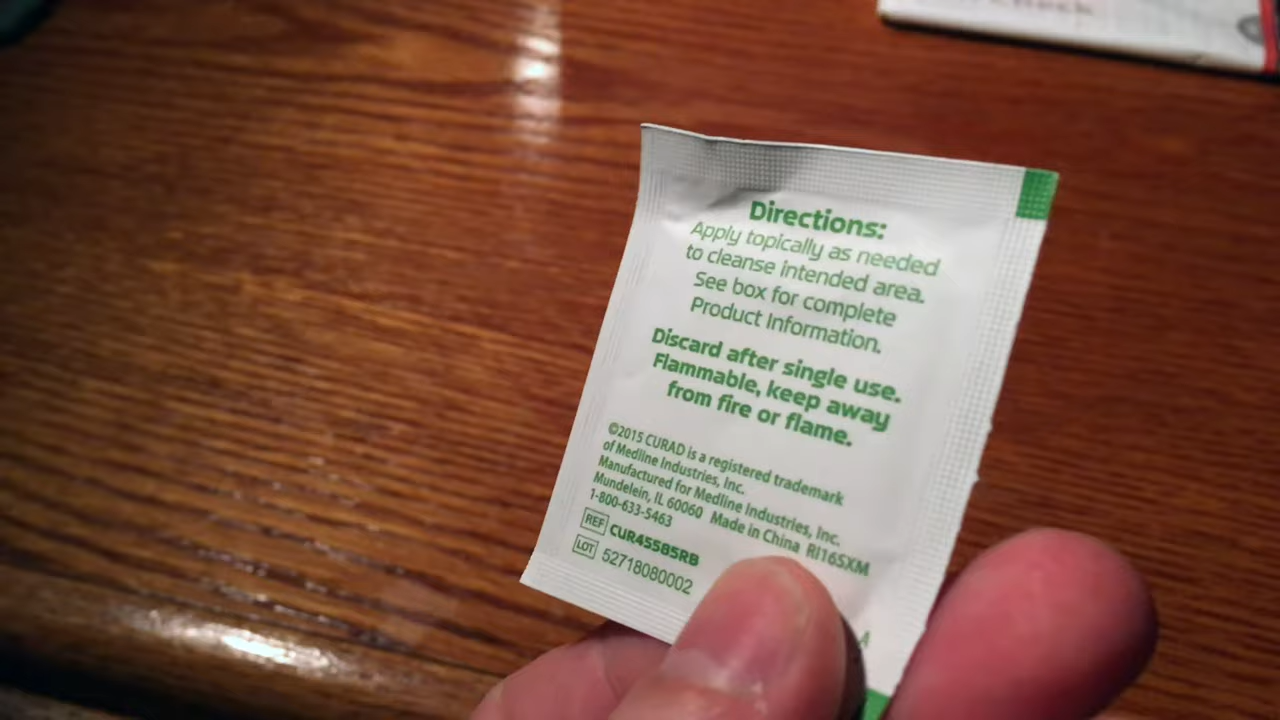 Check
Directions:
Apply topically as needed
to cleanse intended area.
See box for complete
Product Information.
Discard after single use.
Flammable, keep away
from fire or flame.
©2015 CURAD is a registered trademark
of Medline Industries, Inc.
Manufactured for Medline Industries, Inc.
Mundelein, IL 60060 Made in China RI16SXM
1-800-633-5463
REF CUR45585RB
LOT 52718080002